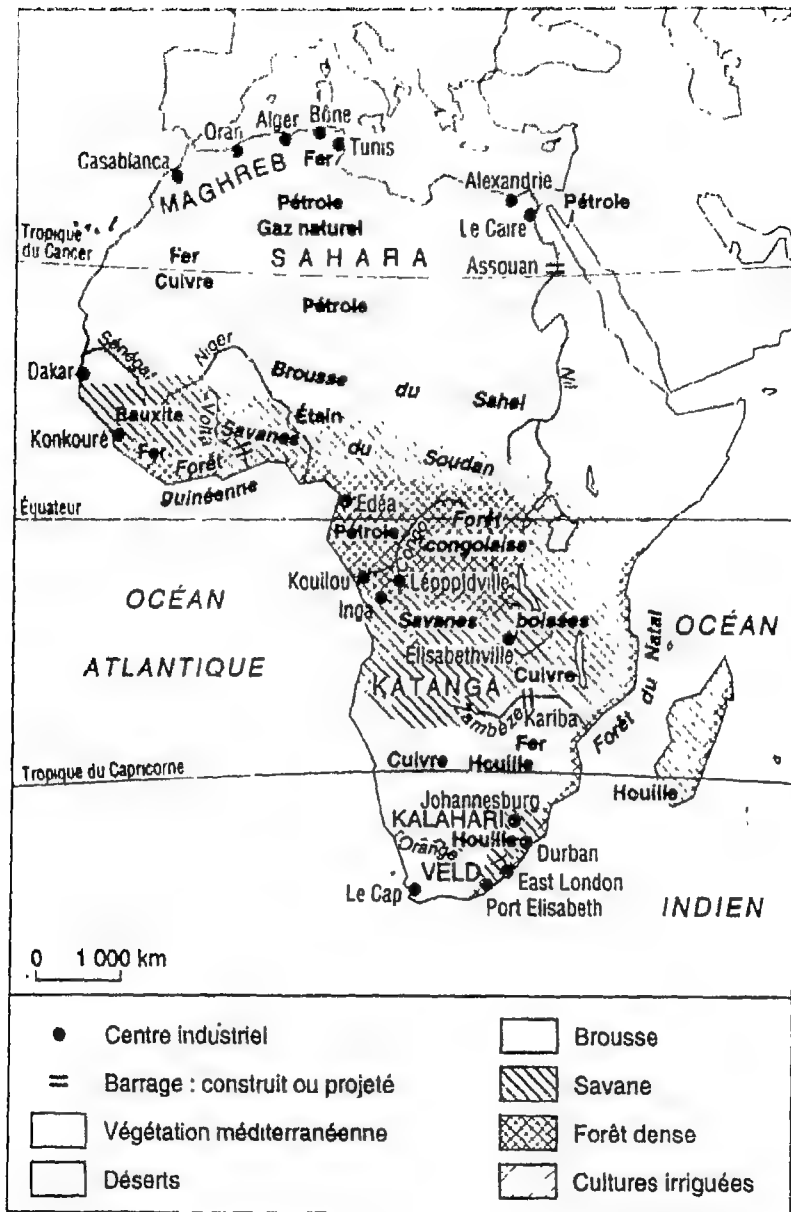 Bône
Alger
Oran
Tunis
Casablanca
Fer
MAGHREB
Alexandrie
Pétrole
Pétrole
Gaz naturel
Le Caire
Tropique
du Cancer
Fer
SAHARA
Assouan
Cuivre
Pétrole
Sénégal
Niger
Dakar
Brousse du Sahel
Nil
Étain
Bauxite
Volta
Savanes du Soudan
Konkouré
Fer
Forêt
Guinéenne
Edéa
Équateur
Forêt
congolaise
Pétrole
Congo
Kouilou
Léopoldville
Inga
OCÉAN
ATLANTIQUE
Savanes boisées
OCÉAN
Elisabethville
Cuivre
KATANGA
Zambèze
Kariba
Forêt du Natal
Fer
Cuivre
Houille
Tropique du Capricorne
Houille
Johannesburg
KALAHARI
Houille
Orange
Durban
VELD
East London
Le Cap
Port Elisabeth
INDIEN
0 1 000 km
Centre industriel
Barrage : construit ou projeté
Végétation méditerranéenne
Déserts
Brousse
Savane
Forêt dense
Cultures irriguées